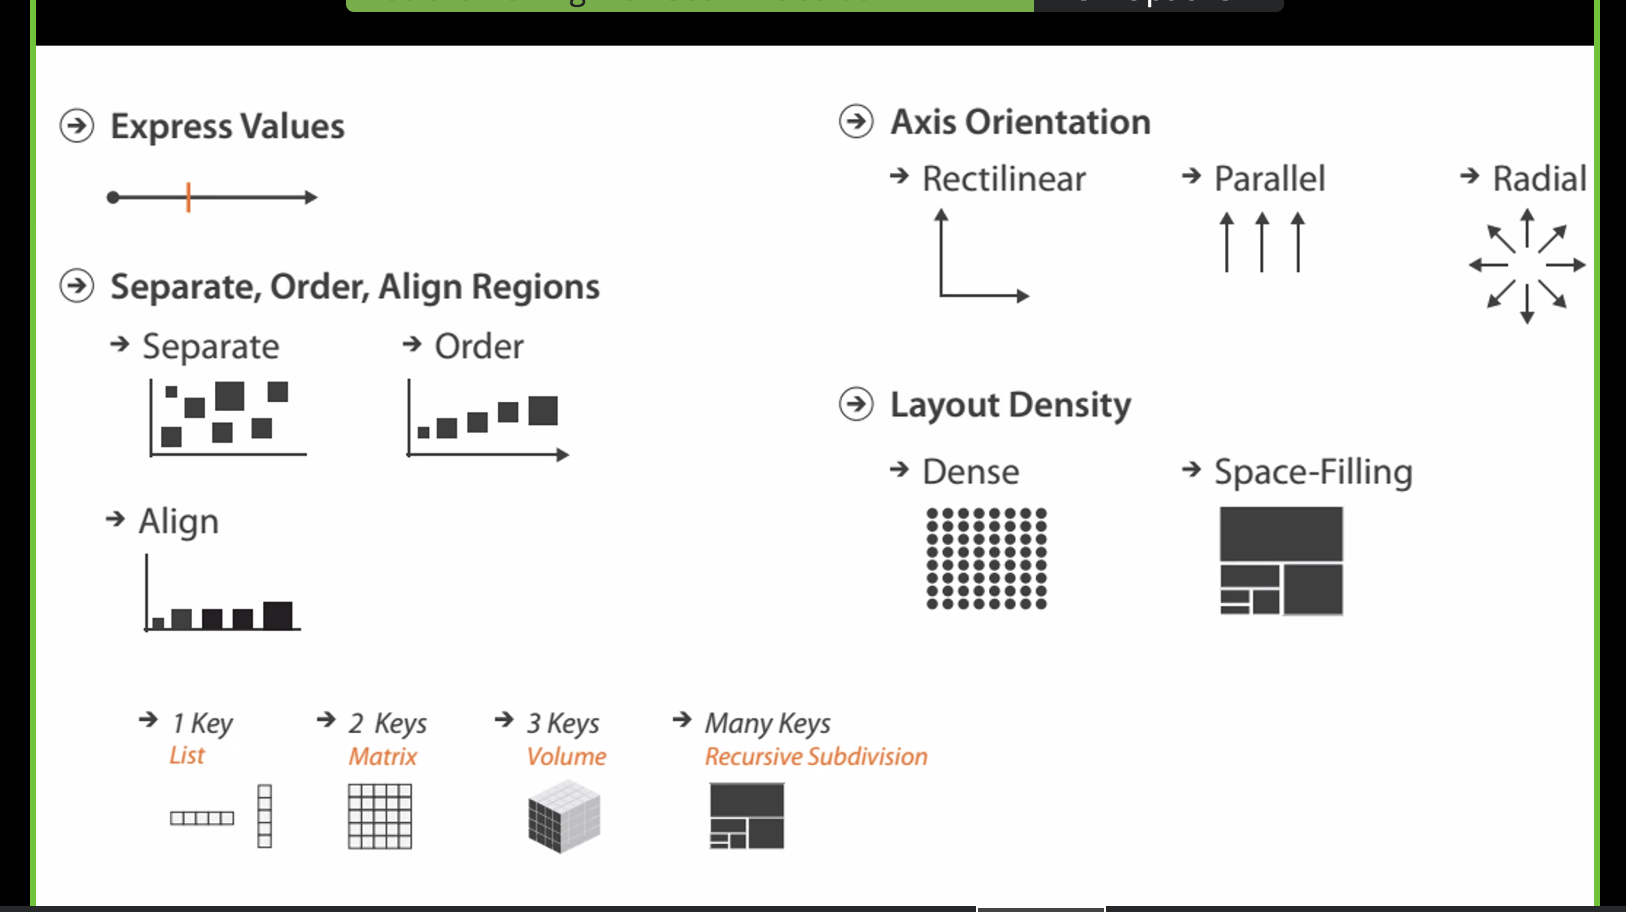 Express Values
Separate, Order, Align Regions
Separate
Order
Align
1 Key
List
2 Keys
Matrix
3 Keys
Volume
Many Keys
Recursive Subdivision
Axis Orientation
Rectilinear
Parallel
Radial
Layout Density
Dense
Space-Filling